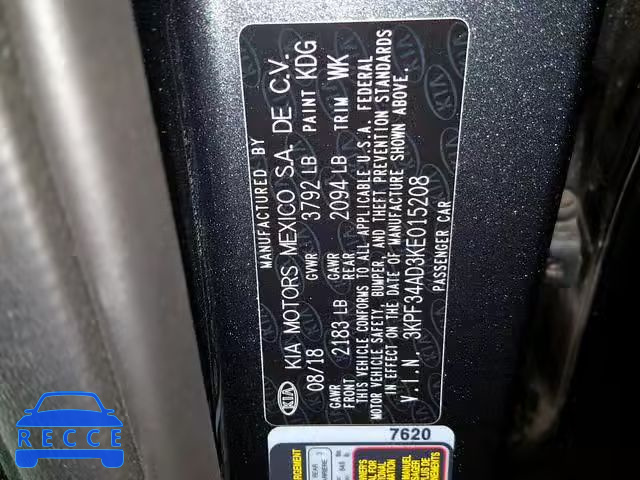 MANUFACTURED BY
KIA KIA MOTORS MEXICO S.A. DE C.V.
08/18 GVWR 3792 LB PAINT KDG
GAWR FRONT 2183 LB GAWR REAR 2094 LB TRIM WK
THIS VEHICLE CONFORMS TO ALL APPLICABLE U.S.A. FEDERAL
MOTOR VEHICLE SAFETY, BUMPER, AND THEFT PREVENTION STANDARDS
IN EFFECT ON THE DATE OF MANUFACTURE SHOWN ABOVE.
V.I.N. 3KPF34AD3KE015208
PASSENGER CAR
7620
REAR
RECCE